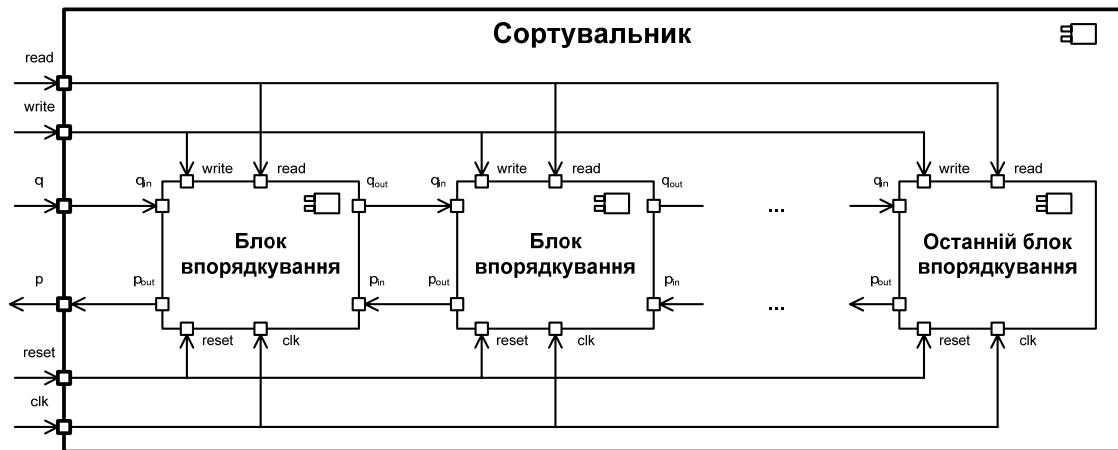 Сортувальник
read
write
write read write read write read
q qin qout qin qout qin
Блок
впорядкування
Блок
впорядкування
Останній блок
впорядкування
...
p pout pin pout pin pout
...
reset clk reset clk reset clk
reset
clk